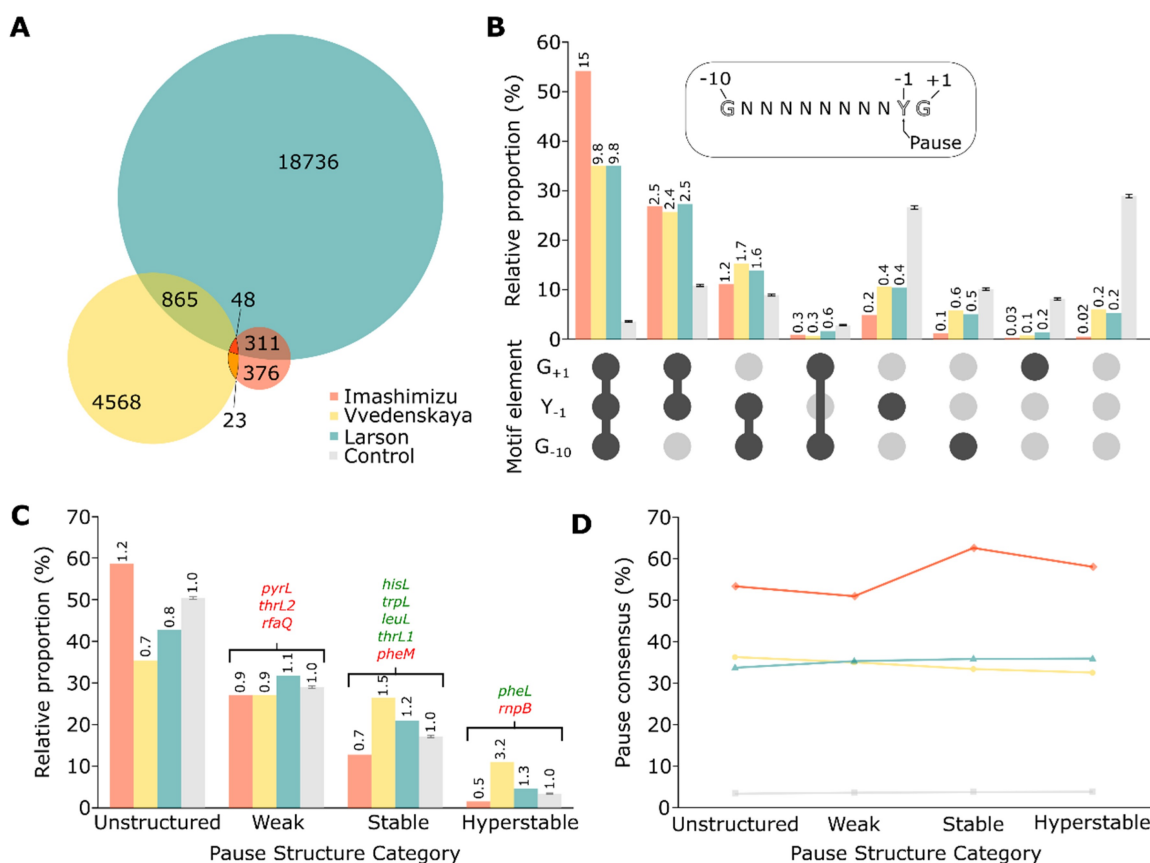 A
18736
865
48
311
376
4568
23
Imashimizu
Vvedenskaya
Larson
Control
B
Relative proportion (%)
60
50
40
30
20
10
0
-10 -1 +1
G N N N N N N N N Y G
Pause
15 9.8 9.8
2.5 2.4 2.5
1.2 1.7 1.6
0.3 0.3 0.6
0.2 0.4 0.4
0.1 0.6 0.5
0.03 0.1 0.2
0.02 0.2 0.2
Motif element
G+1
Y-1
G-10
C
Relative proportion (%)
70
60
50
40
30
20
10
0
1.2 0.7 0.8 1.0
pyrL
thrL2
rfaQ
0.9 0.9 1.1 1.0
hisL
trpL
leuL
thrL1
pheM
0.7 1.5 1.2 1.0
pheL
rnpB
0.5 3.2 1.3 1.0
Unstructured Weak Stable Hyperstable
Pause Structure Category
D
Pause consensus (%)
70
60
50
40
30
20
10
0
Unstructured Weak Stable Hyperstable
Pause Structure Category